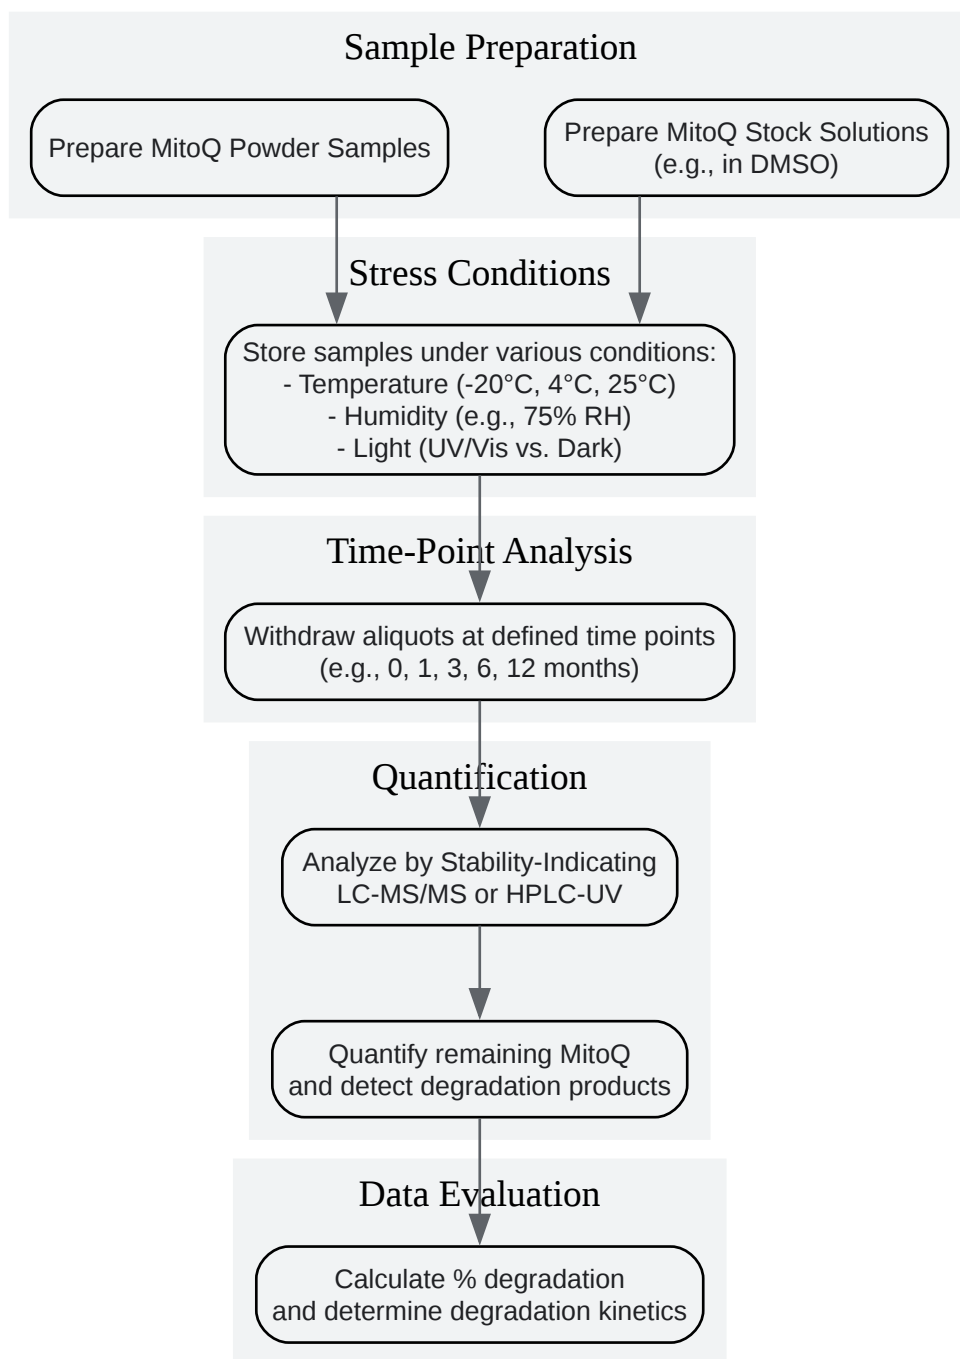 Sample Preparation
Prepare MitoQ Powder Samples
Prepare MitoQ Stock Solutions
(e.g., in DMSO)
Stress Conditions
Store samples under various conditions:
- Temperature (-20°C, 4°C, 25°C)
- Humidity (e.g., 75% RH)
- Light (UV/Vis vs. Dark)
Time-Point Analysis
Withdraw aliquots at defined time points
(e.g., 0, 1, 3, 6, 12 months)
Quantification
Analyze by Stability-Indicating
LC-MS/MS or HPLC-UV
Quantify remaining MitoQ
and detect degradation products
Data Evaluation
Calculate % degradation
and determine degradation kinetics